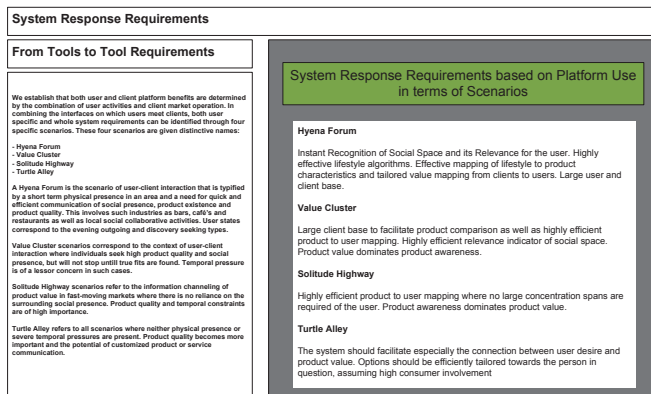 System Response Requirements
From Tools to Tool Requirements
We establish that both user and client platform benefits are determined
by the combination of user activities and client market operation. In
combining the interfaces on which users meet clients, both user
specific and whole system requirements can be identified through four
specific scenarios. These four scenarios are given distinctive names:
- Hyena Forum
- Value Cluster
- Solitude Highway
- Turtle Alley
A Hyena Forum is the scenario of user-client interaction that is typified
by a short term physical presence in an area and a need for quick and
efficient communication of social presence, product existence and
product quality. This involves such industries as bars, café's and
restaurants as well as local social collaborative activities. User states
correspond to the evening outgoing and discovery seeking types.
Value Cluster scenarios correspond to the context of user-client
interaction where individuals seek high product quality and social
presence, but will not stop untill true fits are found. Temporal pressure
is of a lessor concern in such cases.
Solitude Highway scenarios refer to the information channeling of
product value in fast-moving markets where there is no reliance on the
surrounding social presence. Product quality and temporal constraints
are of high importance.
Turtle Alley refers to all scenarios where neither physical presence or
severe temporal pressures are present. Product quality becomes more
important and the potential of customized product or service
communication.
System Response Requirements based on Platform Use
in terms of Scenarios
Hyena Forum
Instant Recognition of Social Space and its Relevance for the user. Highly
effective lifestyle algorithms. Effective mapping of lifestyle to product
characteristics and tailored value mapping from clients to users. Large user and
client base.
Value Cluster
Large client base to facilitate product comparison as well as highly efficient
product to user mapping. Highly efficient relevance indicator of social space.
Product value dominates product awareness.
Solitude Highway
Highly efficient product to user mapping where no large concentration spans are
required of the user. Product awareness dominates product value.
Turtle Alley
The system should facilitate especially the connection between user desire and
product value. Options should be efficiently tailored towards the person in
question, assuming high consumer involvement